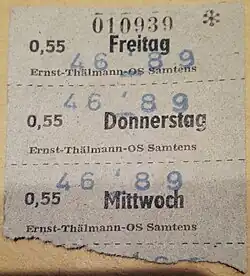 010939 *
0,55 Freitag
46 '89
Ernst-Thälmann-OS Samtens
46 '89
0,55 Donnerstag
Ernst-Thälmann-OS Samtens
46 '89
0,55 Mittwoch
Ernst-Thälmann-OS Samtens